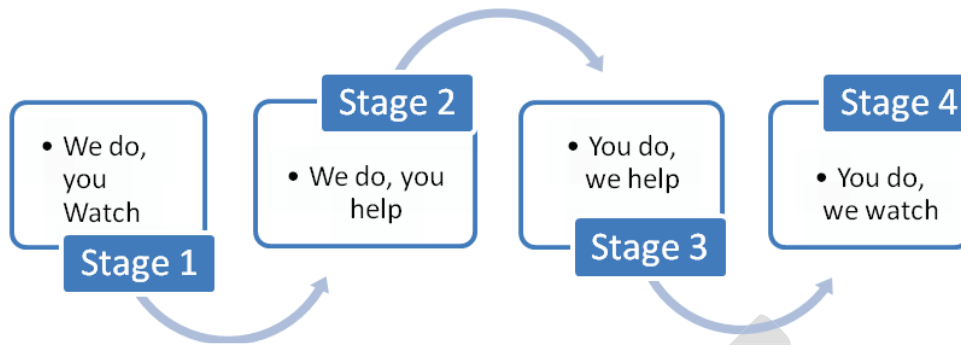 • We do,
you
Watch
Stage 1
Stage 2
• We do, you
help
• You do,
we help
Stage 3
Stage 4
• You do,
we watch